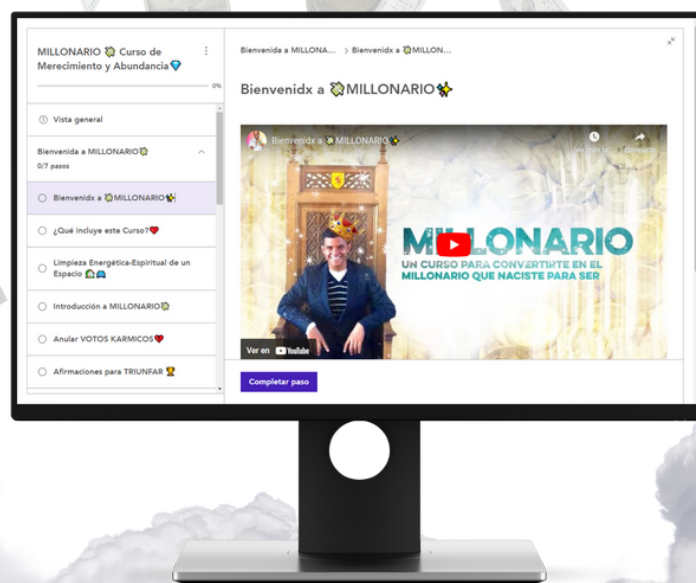 MILLONARIO 💸 Curso de
Merecimiento y Abundancia💎
0%
Vista general
Bienvenida a MILLONARIO💸
0/7 pasos
Bienvenidx a 💸MILLONARIO✨
¿Qué incluye este Curso?❤️
Limpieza Energética-Espiritual de un
Espacio 🏠🚘
Introducción a MILLONARIO💸
Anular VOTOS KARMICOS💖
Afirmaciones para TRIUNFAR 🏆
Bienvenida a MILLONA... > Bienvenidx a 💸MILLON...
Bienvenidx a 💸MILLONARIO✨
Bienvenidx a 💸 MILLONARIO✨
MILLONARIO
UN CURSO PARA CONVERTIRTE EN EL
MILLONARIO QUE NACISTE PARA SER
Ver en YouTube
Completar paso